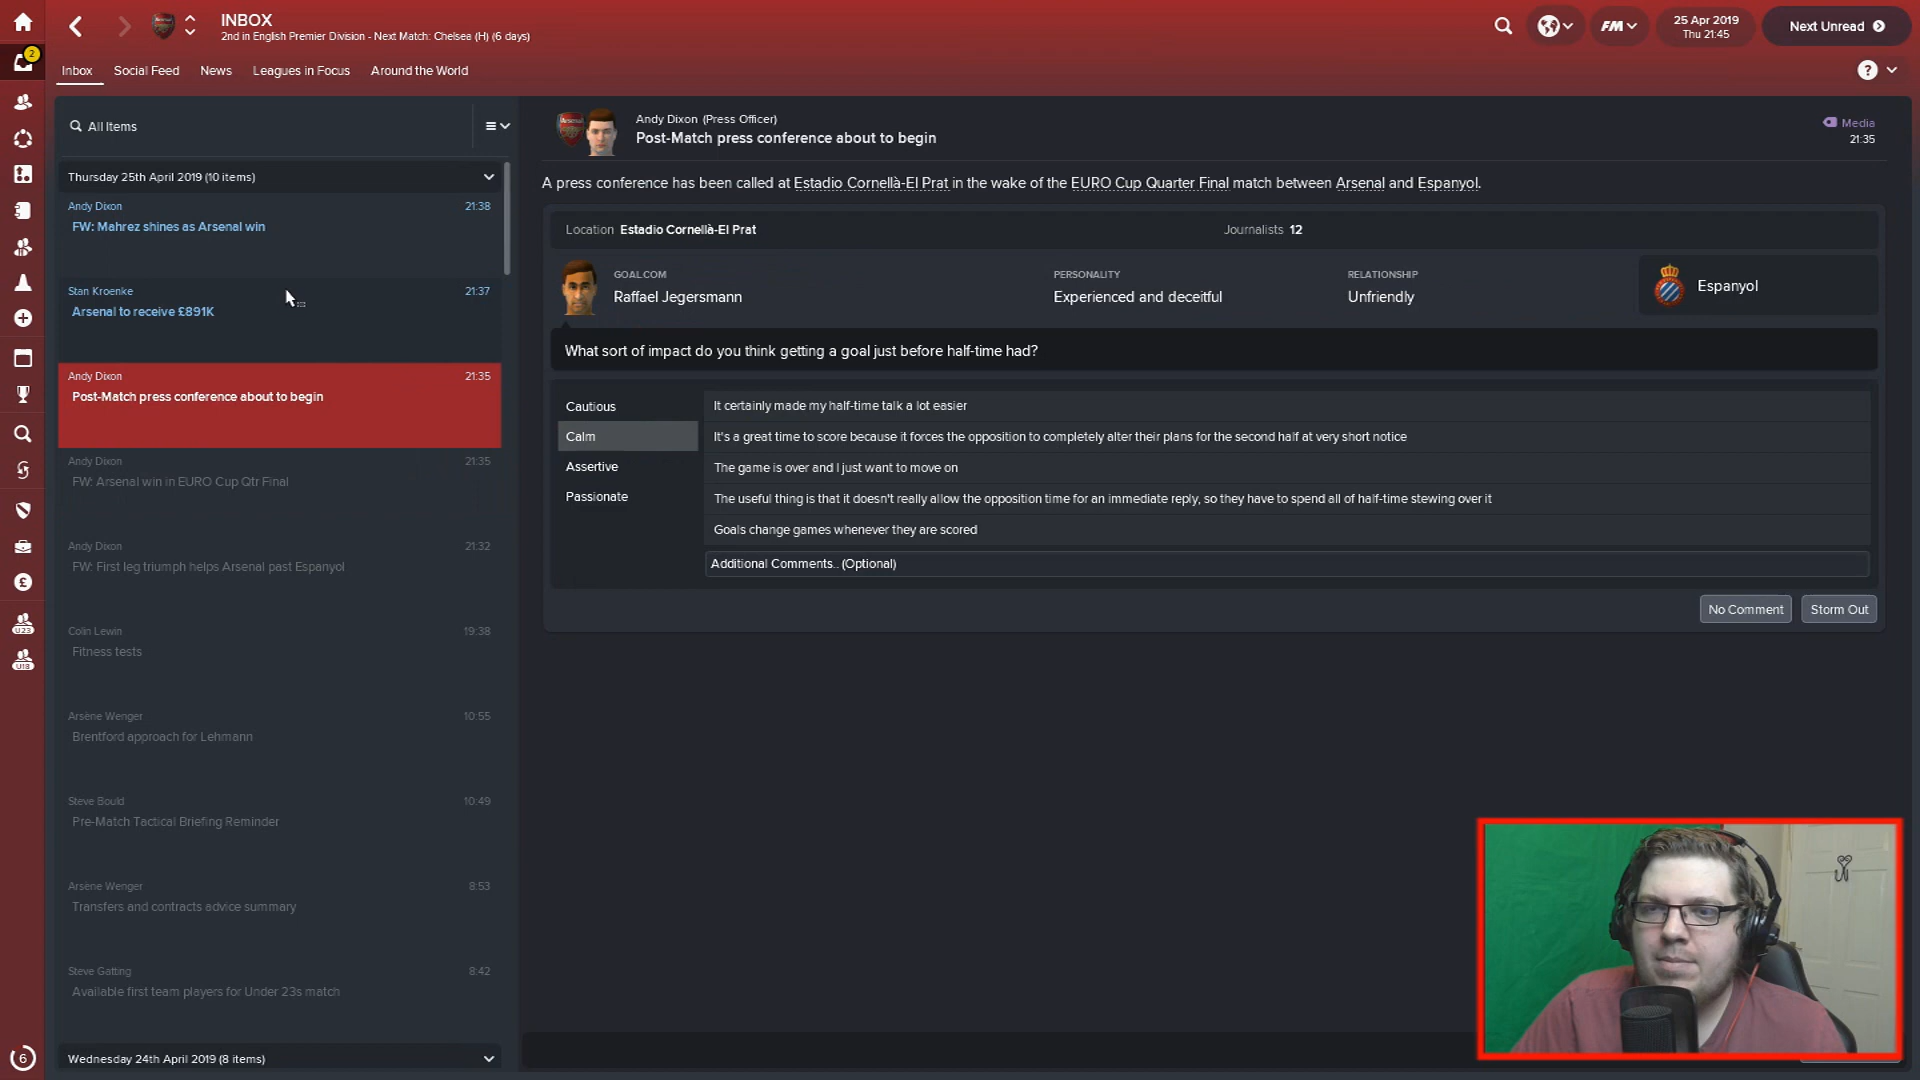 INBOX
2nd in English Premier Division - Next Match: Chelsea (H) (6 days)
FM
25 Apr 2019
Thu 21:45
Next Unread
2
Inbox
Social Feed
News
Leagues in Focus
Around the World
?
All Items
Thursday 25th April 2019 (10 items)
Andy Dixon 21:38
FW: Mahrez shines as Arsenal win
Stan Kroenke 21:37
Arsenal to receive £891K
Andy Dixon 21:35
Post-Match press conference about to begin
Andy Dixon 21:35
FW: Arsenal win in EURO Cup Qtr Final
Andy Dixon 21:32
FW: First leg triumph helps Arsenal past Espanyol
Colin Lewin 19:38
Fitness tests
Arsène Wenger 10:55
Brentford approach for Lehmann
Steve Bould 10:49
Pre-Match Tactical Briefing Reminder
Arsène Wenger 8:53
Transfers and contracts advice summary
Steve Gatting 8:42
Available first team players for Under 23s match
Wednesday 24th April 2019 (8 items)
£
U23
U18
6
Arsenal
Andy Dixon (Press Officer)
Post-Match press conference about to begin
Media
21:35
A press conference has been called at Estadio Cornellà-El Prat in the wake of the EURO Cup Quarter Final match between Arsenal and Espanyol.
Location Estadio Cornellà-El Prat
Journalists 12
GOAL.COM
Raffael Jegersmann
PERSONALITY
Experienced and deceitful
RELATIONSHIP
Unfriendly
Espanyol
What sort of impact do you think getting a goal just before half-time had?
Cautious
Calm
Assertive
Passionate
It certainly made my half-time talk a lot easier
It's a great time to score because it forces the opposition to completely alter their plans for the second half at very short notice
The game is over and I just want to move on
The useful thing is that it doesn't really allow the opposition time for an immediate reply, so they have to spend all of half-time stewing over it
Goals change games whenever they are scored
Additional Comments.. (Optional)
No Comment
Storm Out